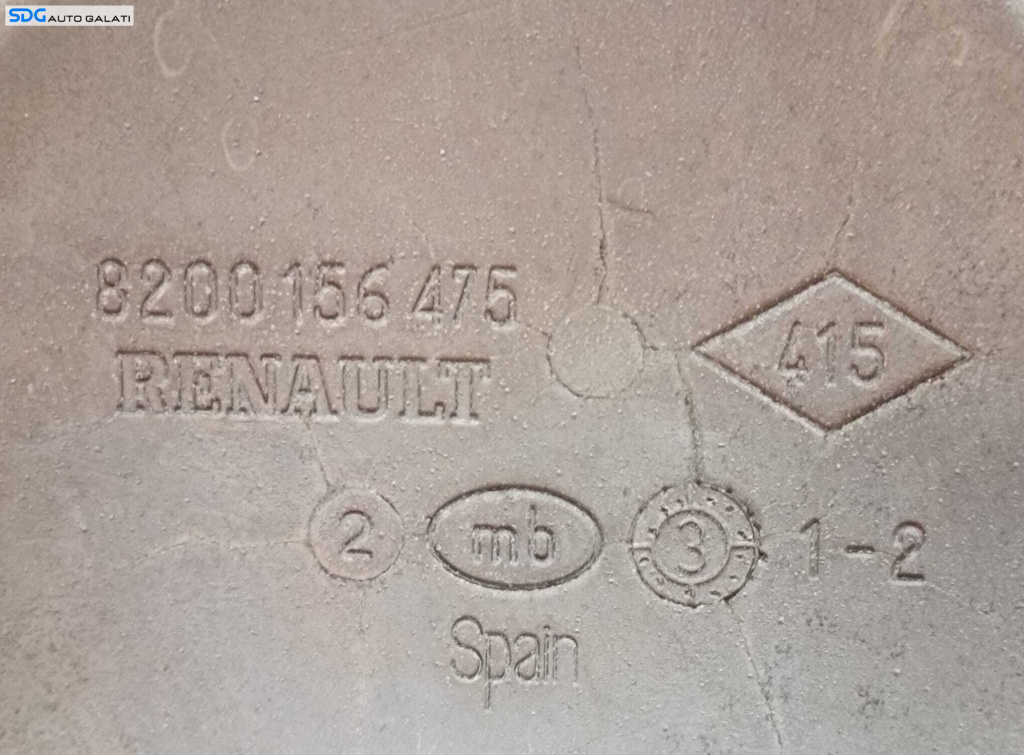 SDG AUTO GALATI
8200 156 475
RENAULT
415
2 mb 3 1-2
Spain